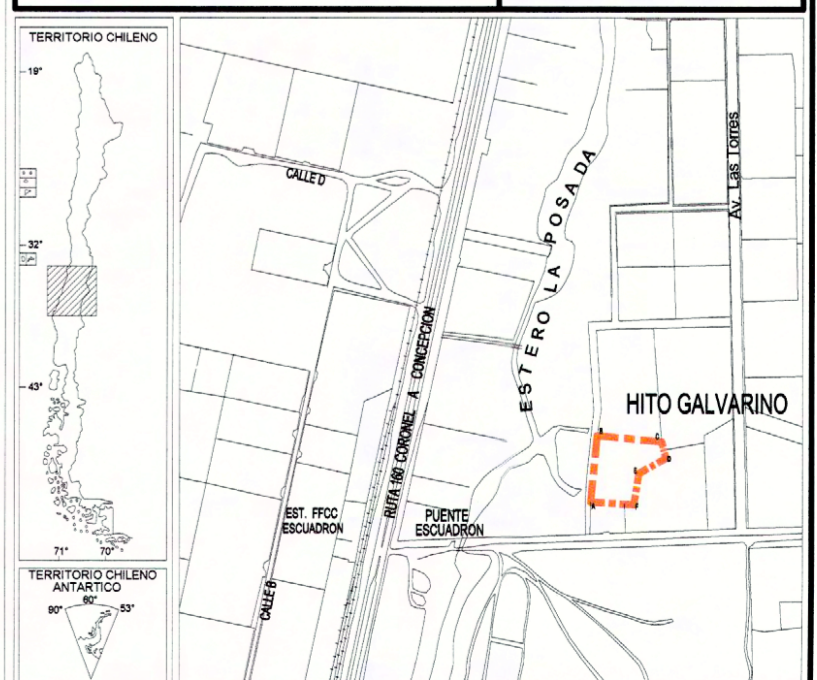 TERRITORIO CHILENO
19°
32°
43°
71°
70°
TERRITORIO CHILENO
ANTARTICO
90°
60°
53°
CALLE D
ESTERO LA POSADA
Av. Las Torres
RUTA 160 CORONEL A CONCEPCION
HITO GALVARINO
B
C
D
E
A
F
EST. FFCC
ESCUADRON
PUENTE
ESCUADRON
CALLE B